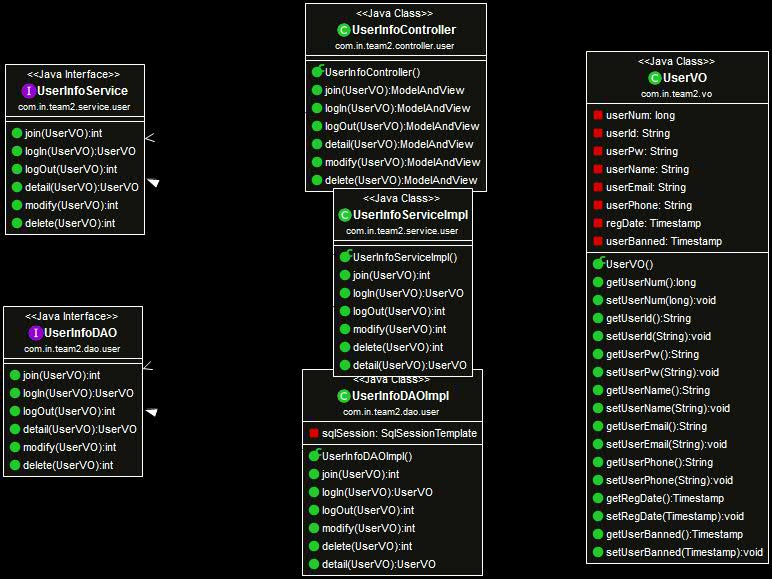 <<Java Interface>>
I UserInfoService
com.in.team2.service.user
join(UserVO):int
logIn(UserVO):UserVO
logOut(UserVO):int
detail(UserVO):UserVO
modify(UserVO):int
delete(UserVO):int
<<Java Interface>>
I UserInfoDAO
com.in.team2.dao.user
join(UserVO):int
logIn(UserVO):UserVO
logOut(UserVO):int
detail(UserVO):UserVO
modify(UserVO):int
delete(UserVO):int
<<Java Class>>
C UserInfoController
com.in.team2.controller.user
UserInfoController()
join(UserVO):ModelAndView
logIn(UserVO):ModelAndView
logOut(UserVO):ModelAndView
detail(UserVO):ModelAndView
modify(UserVO):ModelAndView
delete(UserVO):ModelAndView
<<Java Class>>
C UserInfoServiceImpl
com.in.team2.service.user
UserInfoServiceImpl()
join(UserVO):int
logIn(UserVO):UserVO
logOut(UserVO):int
modify(UserVO):int
delete(UserVO):int
detail(UserVO):UserVO
<<Java Class>>
C UserInfoDAOImpl
com.in.team2.dao.user
sqlSession: SqlSessionTemplate
UserInfoDAOImpl()
join(UserVO):int
logIn(UserVO):UserVO
logOut(UserVO):int
modify(UserVO):int
delete(UserVO):int
detail(UserVO):UserVO
<<Java Class>>
C UserVO
com.in.team2.vo
userNum: long
userId: String
userPw: String
userName: String
userEmail: String
userPhone: String
regDate: Timestamp
userBanned: Timestamp
UserVO()
getUserNum():long
setUserNum(long):void
getUserId():String
setUserId(String):void
getUserPw():String
setUserPw(String):void
getUserName():String
setUserName(String):void
getUserEmail():String
setUserEmail(String):void
getUserPhone():String
setUserPhone(String):void
getRegDate():Timestamp
setRegDate(Timestamp):void
getUserBanned():Timestamp
setUserBanned(Timestamp):void